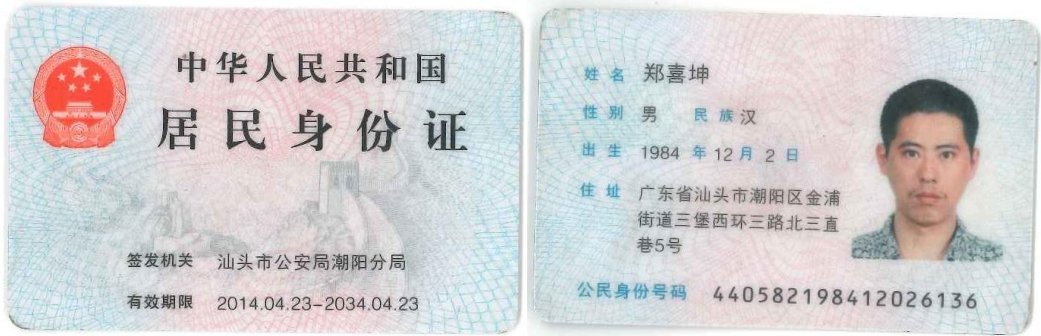 中华人民共和国
居民身份证
签发机关 汕头市公安局潮阳分局
有效期限 2014.04.23-2034.04.23
姓名 郑喜坤
性别 男 民族 汉
出生 1984 年 12 月 2 日
住址 广东省汕头市潮阳区金浦
街道三堡西环三路北三直
巷5号
公民身份号码 440582198412026136